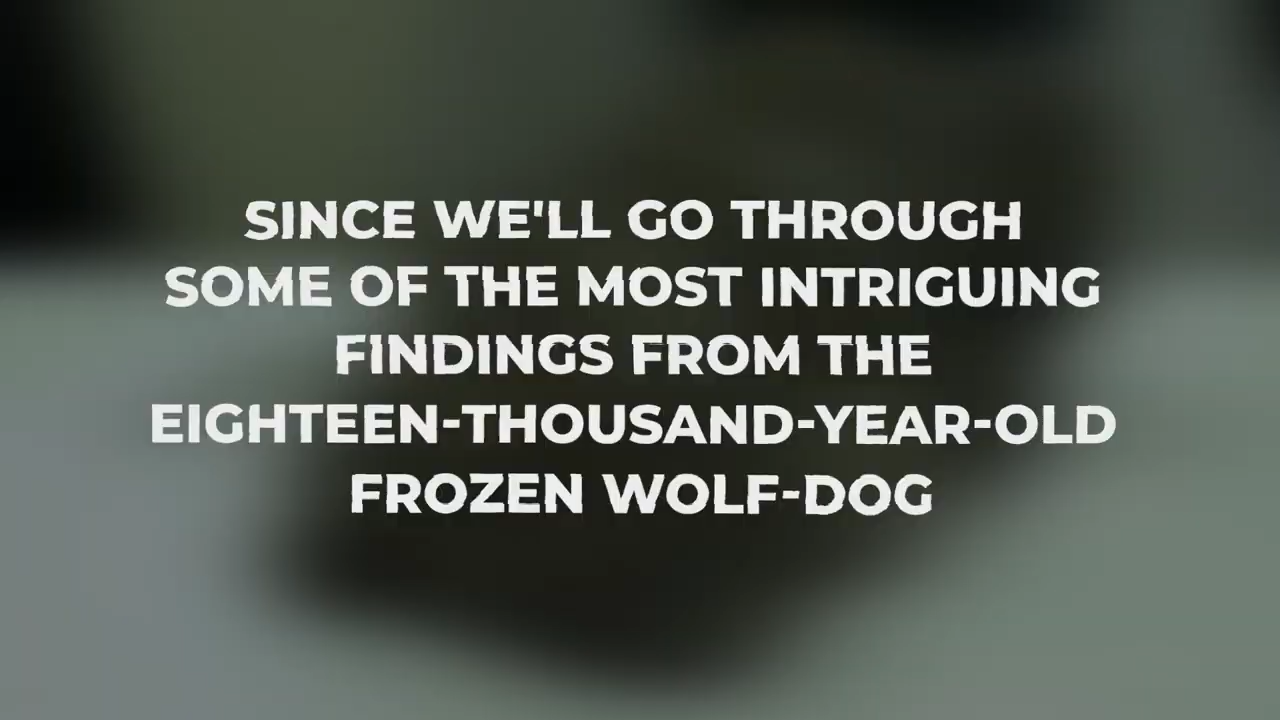 SINCE WE'LL GO THROUGH
SOME OF THE MOST INTRIGUING
FINDINGS FROM THE
EIGHTEEN-THOUSAND-YEAR-OLD
FROZEN WOLF-DOG